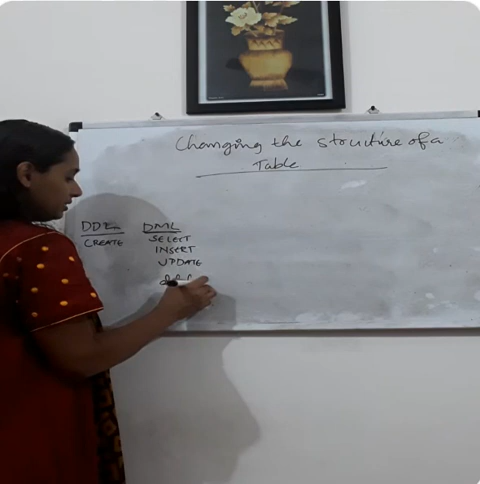 Changing the structure of a
Table
DDL
DML
CREATE
SELECT
INSERT
UPDATE